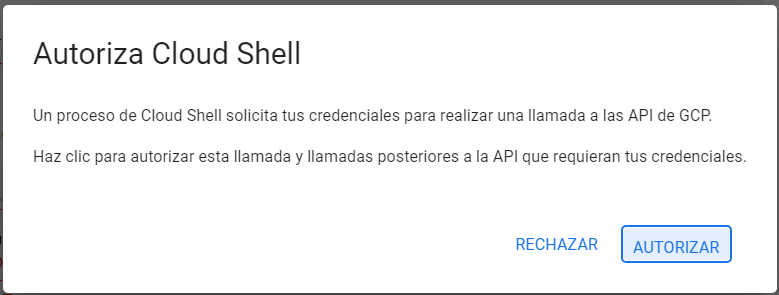 Autoriza Cloud Shell
Un proceso de Cloud Shell solicita tus credenciales para realizar una llamada a las API de GCP.
Haz clic para autorizar esta llamada y llamadas posteriores a la API que requieran tus credenciales.
RECHAZAR
AUTORIZAR